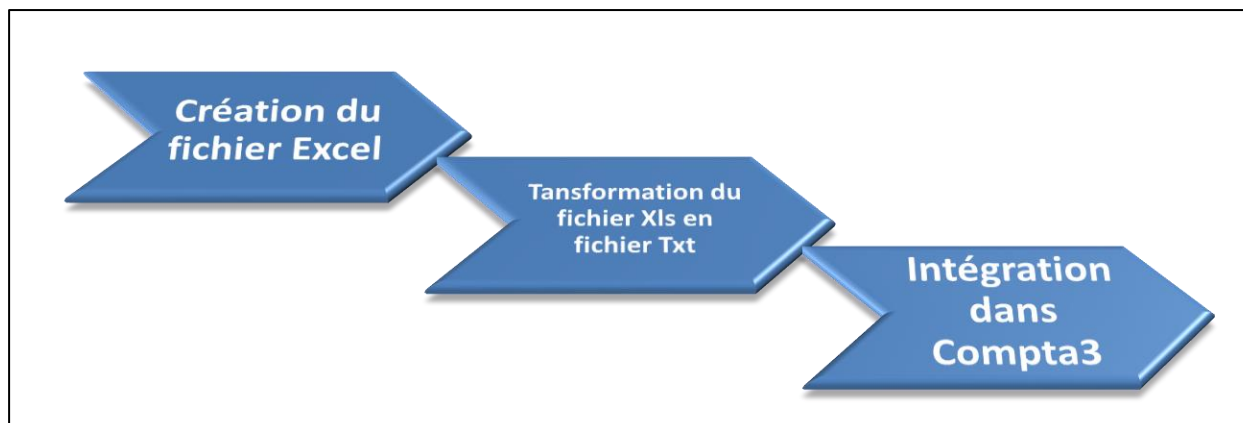 Création du
fichier Excel
Tansformation du
fichier Xls en
fichier Txt
Intégration
dans
Compta3